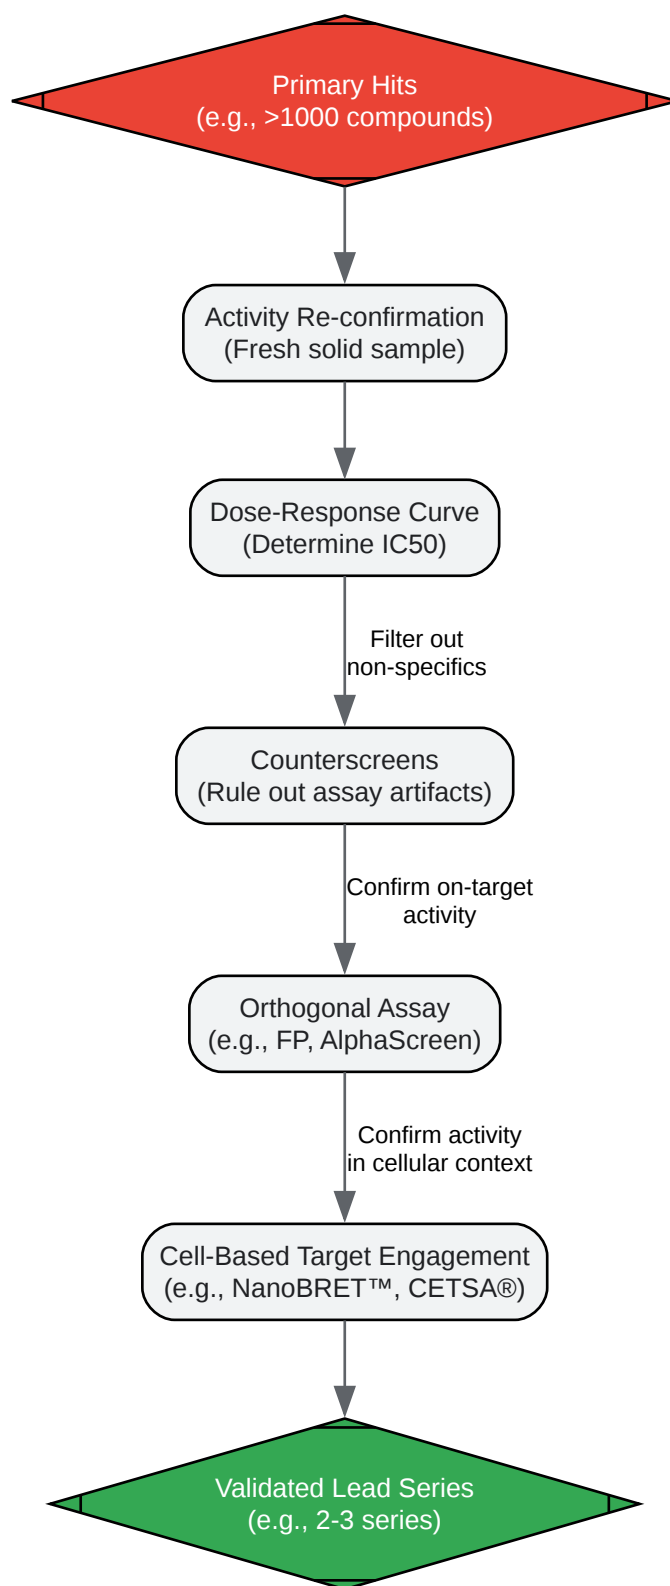 Primary Hits
(e.g., >1000 compounds)
Activity Re-confirmation
(Fresh solid sample)
Dose-Response Curve
(Determine IC50)
Filter out
non-specifics
Counterscreens
(Rule out assay artifacts)
Confirm on-target
activity
Orthogonal Assay
(e.g., FP, AlphaScreen)
Confirm activity
in cellular context
Cell-Based Target Engagement
(e.g., NanoBRET™, CETSA®)
Validated Lead Series
(e.g., 2-3 series)